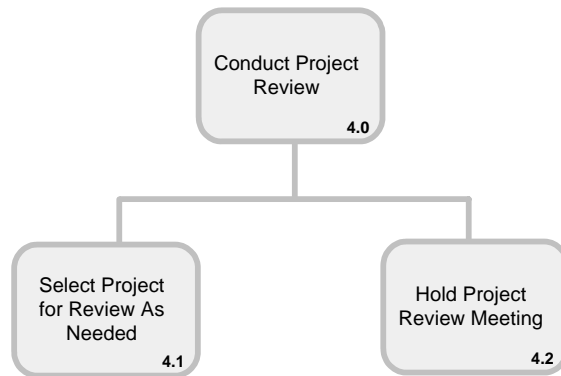 Conduct Project
Review
4.0
Select Project
for Review As
Needed
4.1
Hold Project
Review Meeting
4.2